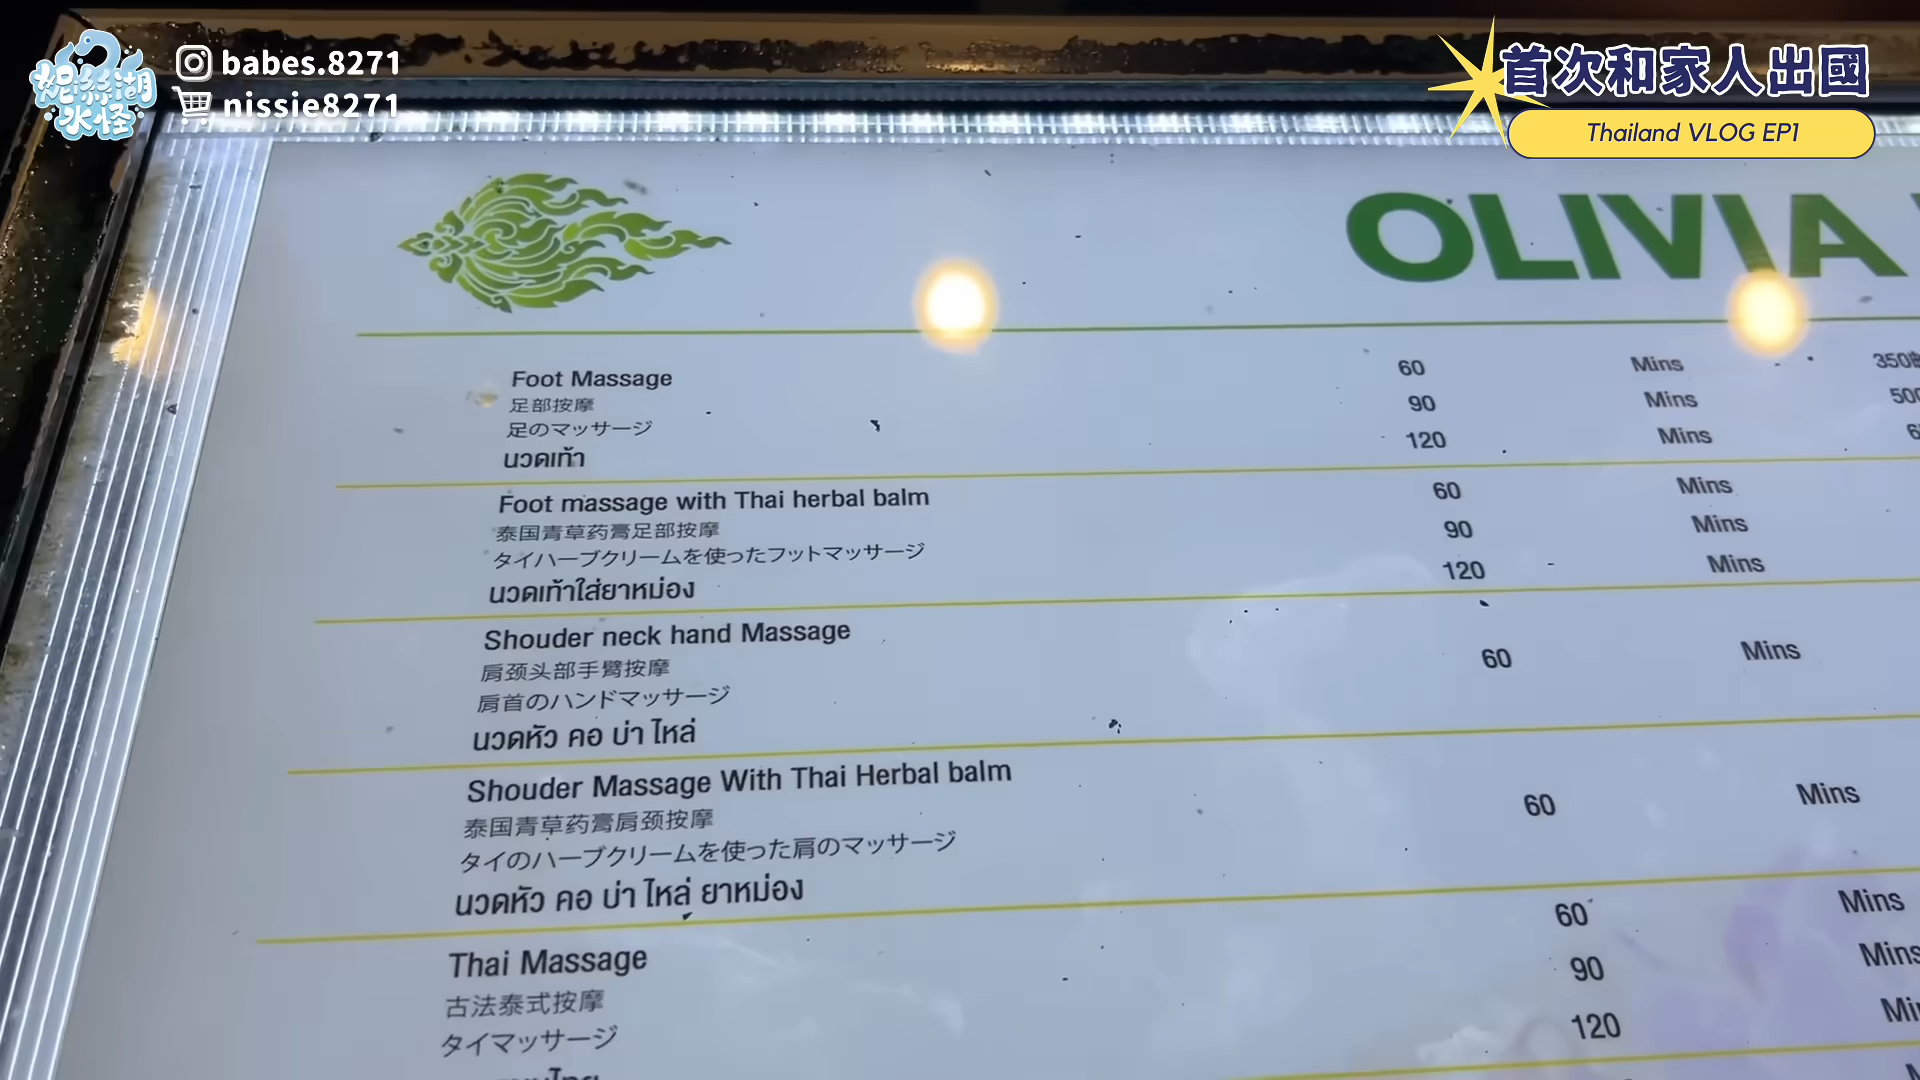 妮絲湖水怪
babes.8271
nissie8271
首次和家人出國
Thailand VLOG EP1
OLIVIA
Foot Massage
足部按摩
足のマッサージ
นวดเท้า
60 Mins 350฿
90 Mins
120 Mins
Foot massage with Thai herbal balm
泰国青草药膏足部按摩
タイハーブクリームを使ったフットマッサージ
นวดเท้าใส่ยาหม่อง
60 Mins
90 Mins
120 Mins
Shouder neck hand Massage
肩颈头部手臂按摩
肩首のハンドマッサージ
นวดหัว คอ บ่า ไหล่
60 Mins
Shouder Massage With Thai Herbal balm
泰国青草药膏肩颈按摩
タイのハーブクリームを使った肩のマッサージ
นวดหัว คอ บ่า ไหล่ ยาหม่อง
60 Mins
Thai Massage
古法泰式按摩
タイマッサージ
60 Mins
90 Mins
120